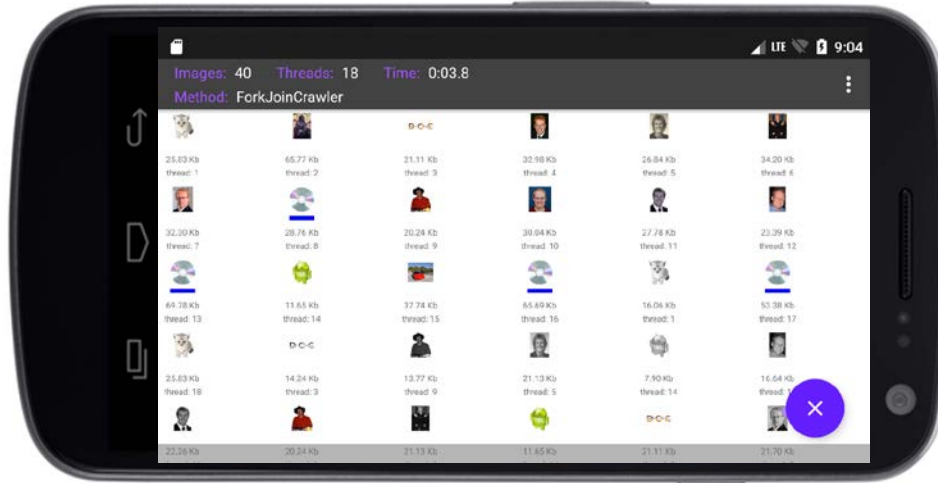 LTE 9:04
Images: 40 Threads: 18 Time: 0:03.8
Method: ForkJoinCrawler
D-O-C
25.83 Kb 65.77 Kb 21.11 Kb 32.98 Kb 26.84 Kb 34.20 Kb
thread: 1 thread: 2 thread: 3 thread: 4 thread: 5 thread: 6
32.30 Kb 28.76 Kb 20.24 Kb 30.04 Kb 27.78 Kb 23.39 Kb
thread: 7 thread: 8 thread: 9 thread: 10 thread: 11 thread: 12
64.78 Kb 11.65 Kb 37.74 Kb 65.69 Kb 16.06 Kb 50.38 Kb
thread: 13 thread: 14 thread: 15 thread: 16 thread: 1 thread: 17
D-O-C
25.83 Kb 14.24 Kb 13.77 Kb 21.13 Kb 7.90 Kb 16.64 Kb
thread: 18 thread: 3 thread: 9 thread: 5 thread: 14 thread:
D-O-C
22.26 Kb 20.24 Kb 21.13 Kb 11.65 Kb 21.11 Kb 21.70 Kb